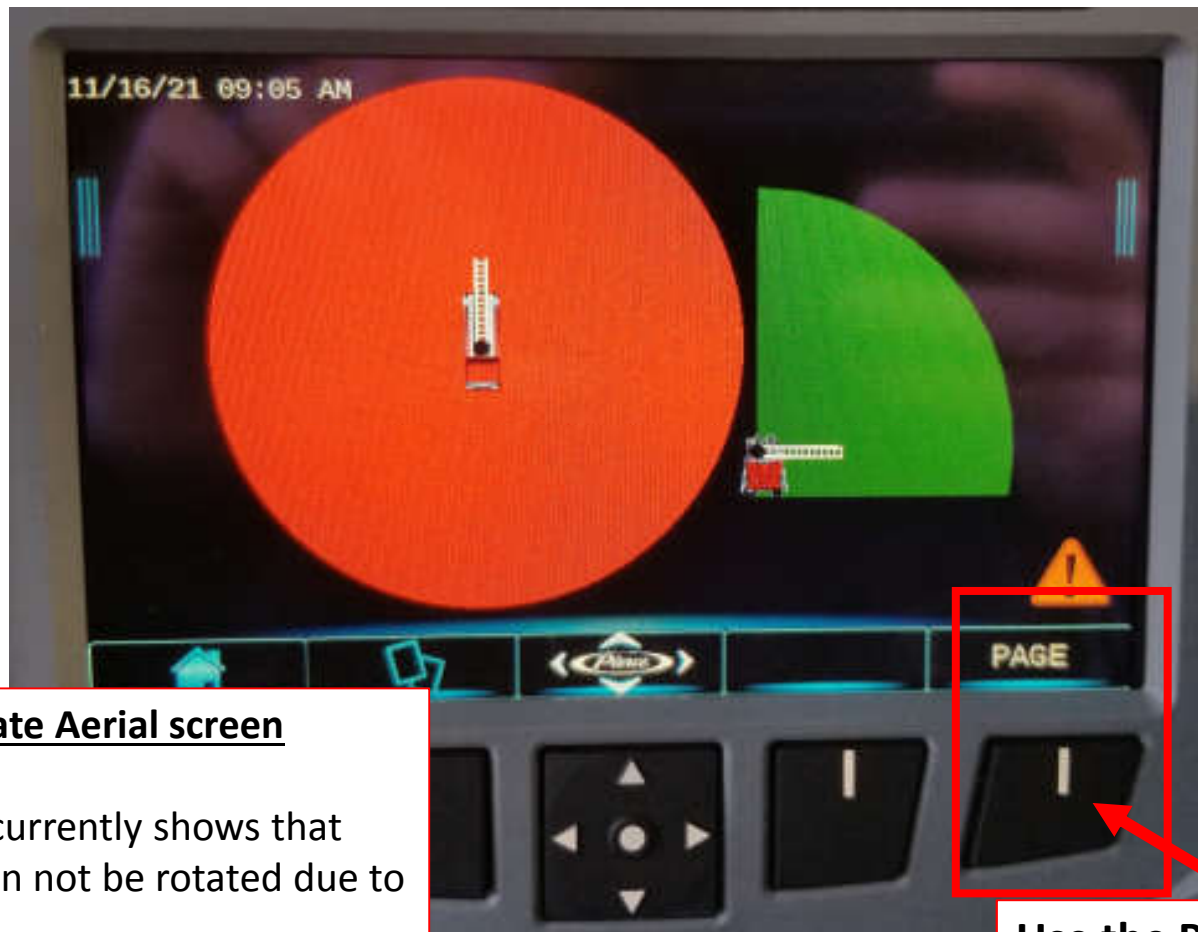 11/16/21 09:05 AM
Pierce
PAGE
ate Aerial screen
currently shows that
n not be rotated due to
Use the